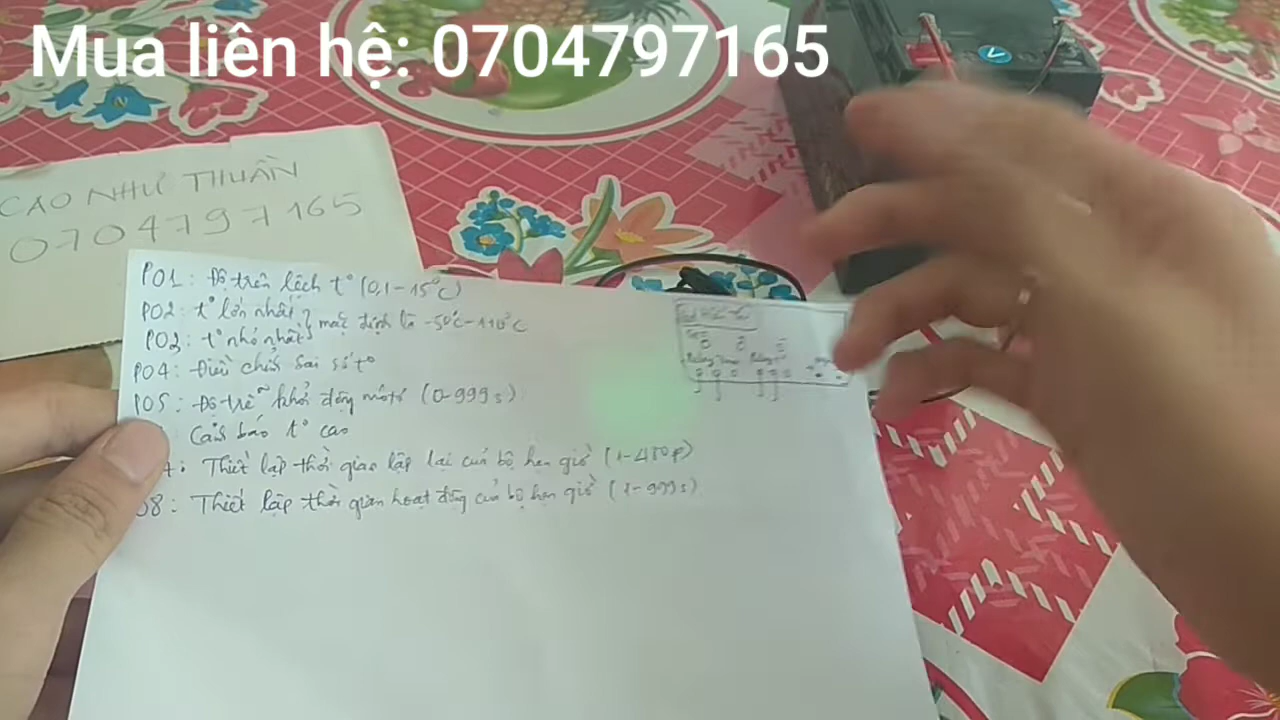 Mua liên hệ: 0704797165
CAO NHƯ THUẦN
0704797165
P01: Độ trên lệch t° (0,1-15°C)
P02: t° lớn nhất } mặc định là -50°C-110°C
P03: t° nhỏ nhất
P04: Điều chỉnh sai số t°
P05: Độ trễ khởi động môtơ (0-999s)
Cảnh báo t° cao
7: Thiết lập thời gian lập lại của bộ hẹn giờ (1-480p)
08: Thiết lập thời gian hoạt động của bộ hẹn giờ (1-999s)